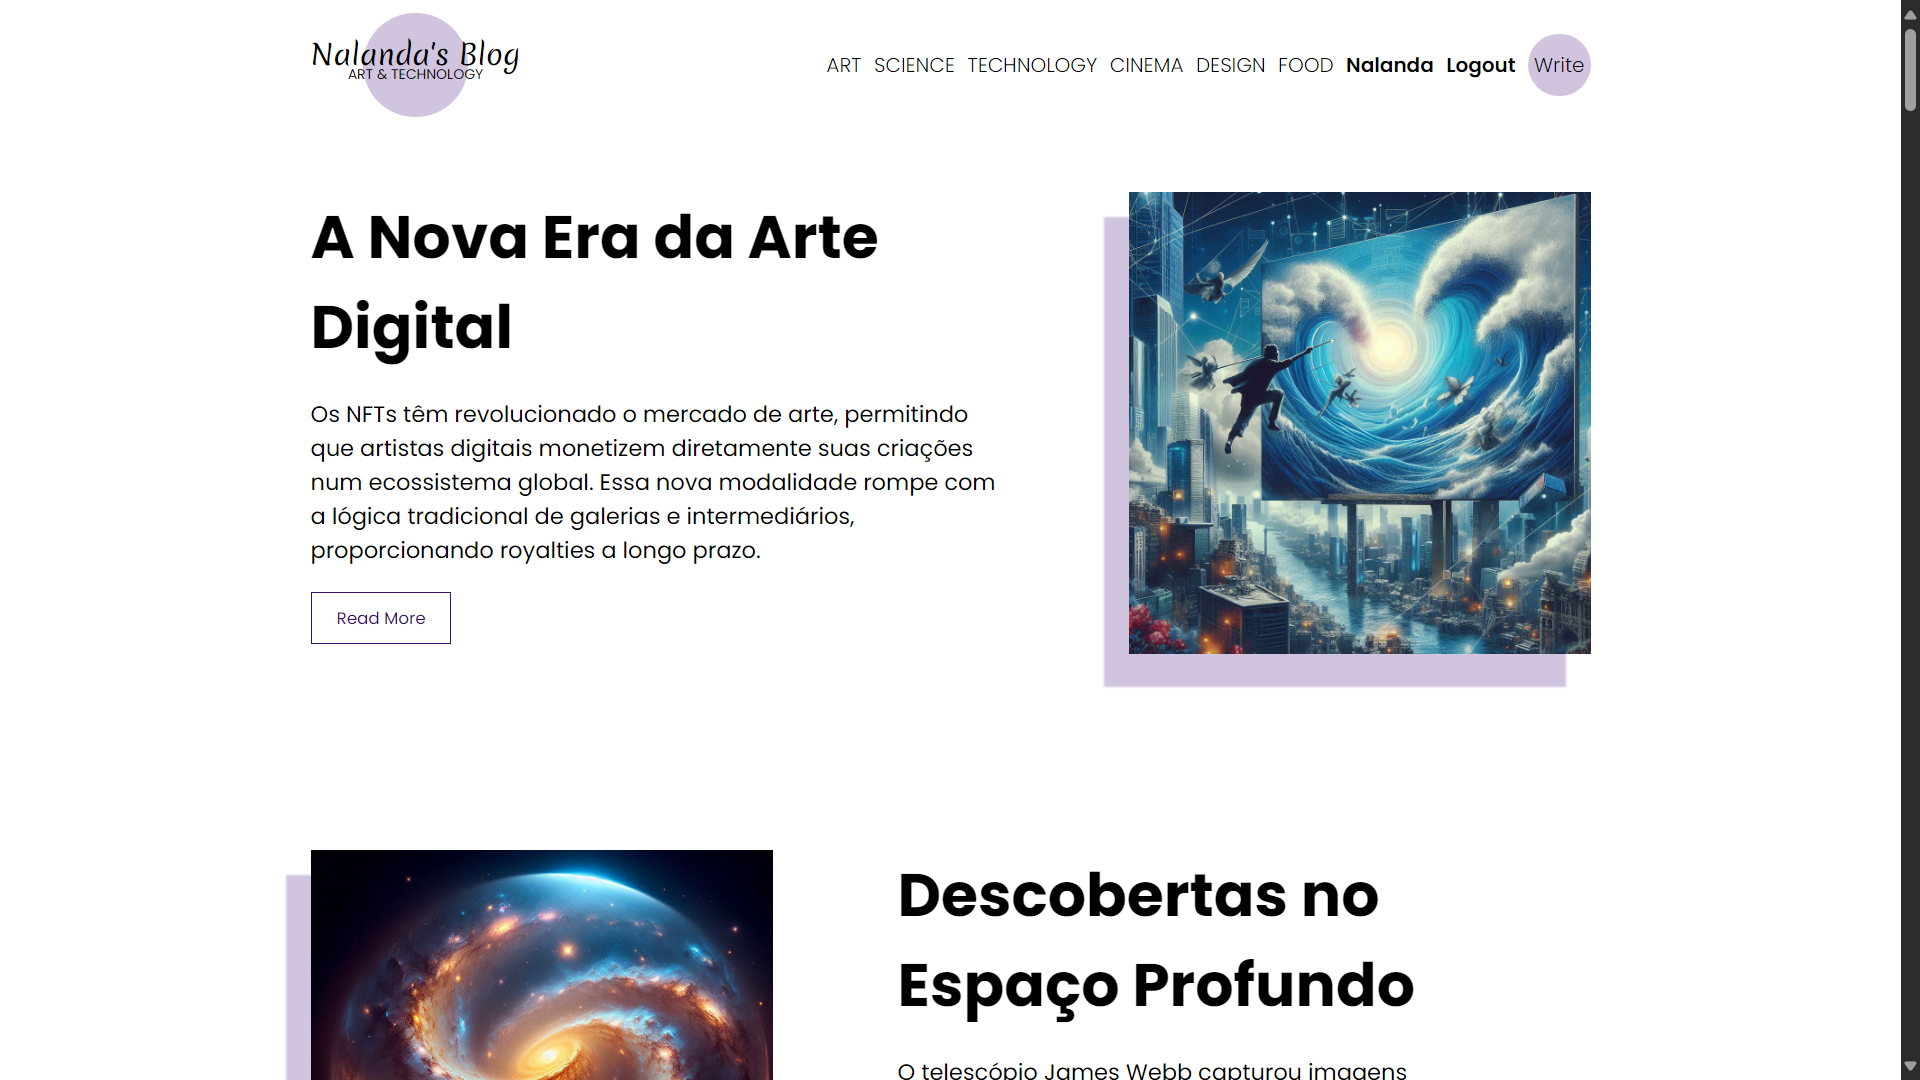 Nalanda's Blog
ART & TECHNOLOGY
ART SCIENCE TECHNOLOGY CINEMA DESIGN FOOD Nalanda Logout Write
A Nova Era da Arte
Digital
Os NFTs têm revolucionado o mercado de arte, permitindo
que artistas digitais monetizem diretamente suas criações
num ecossistema global. Essa nova modalidade rompe com
a lógica tradicional de galerias e intermediários,
proporcionando royalties a longo prazo.
Read More
Descobertas no
Espaço Profundo
O telescópio James Webb capturou imagens